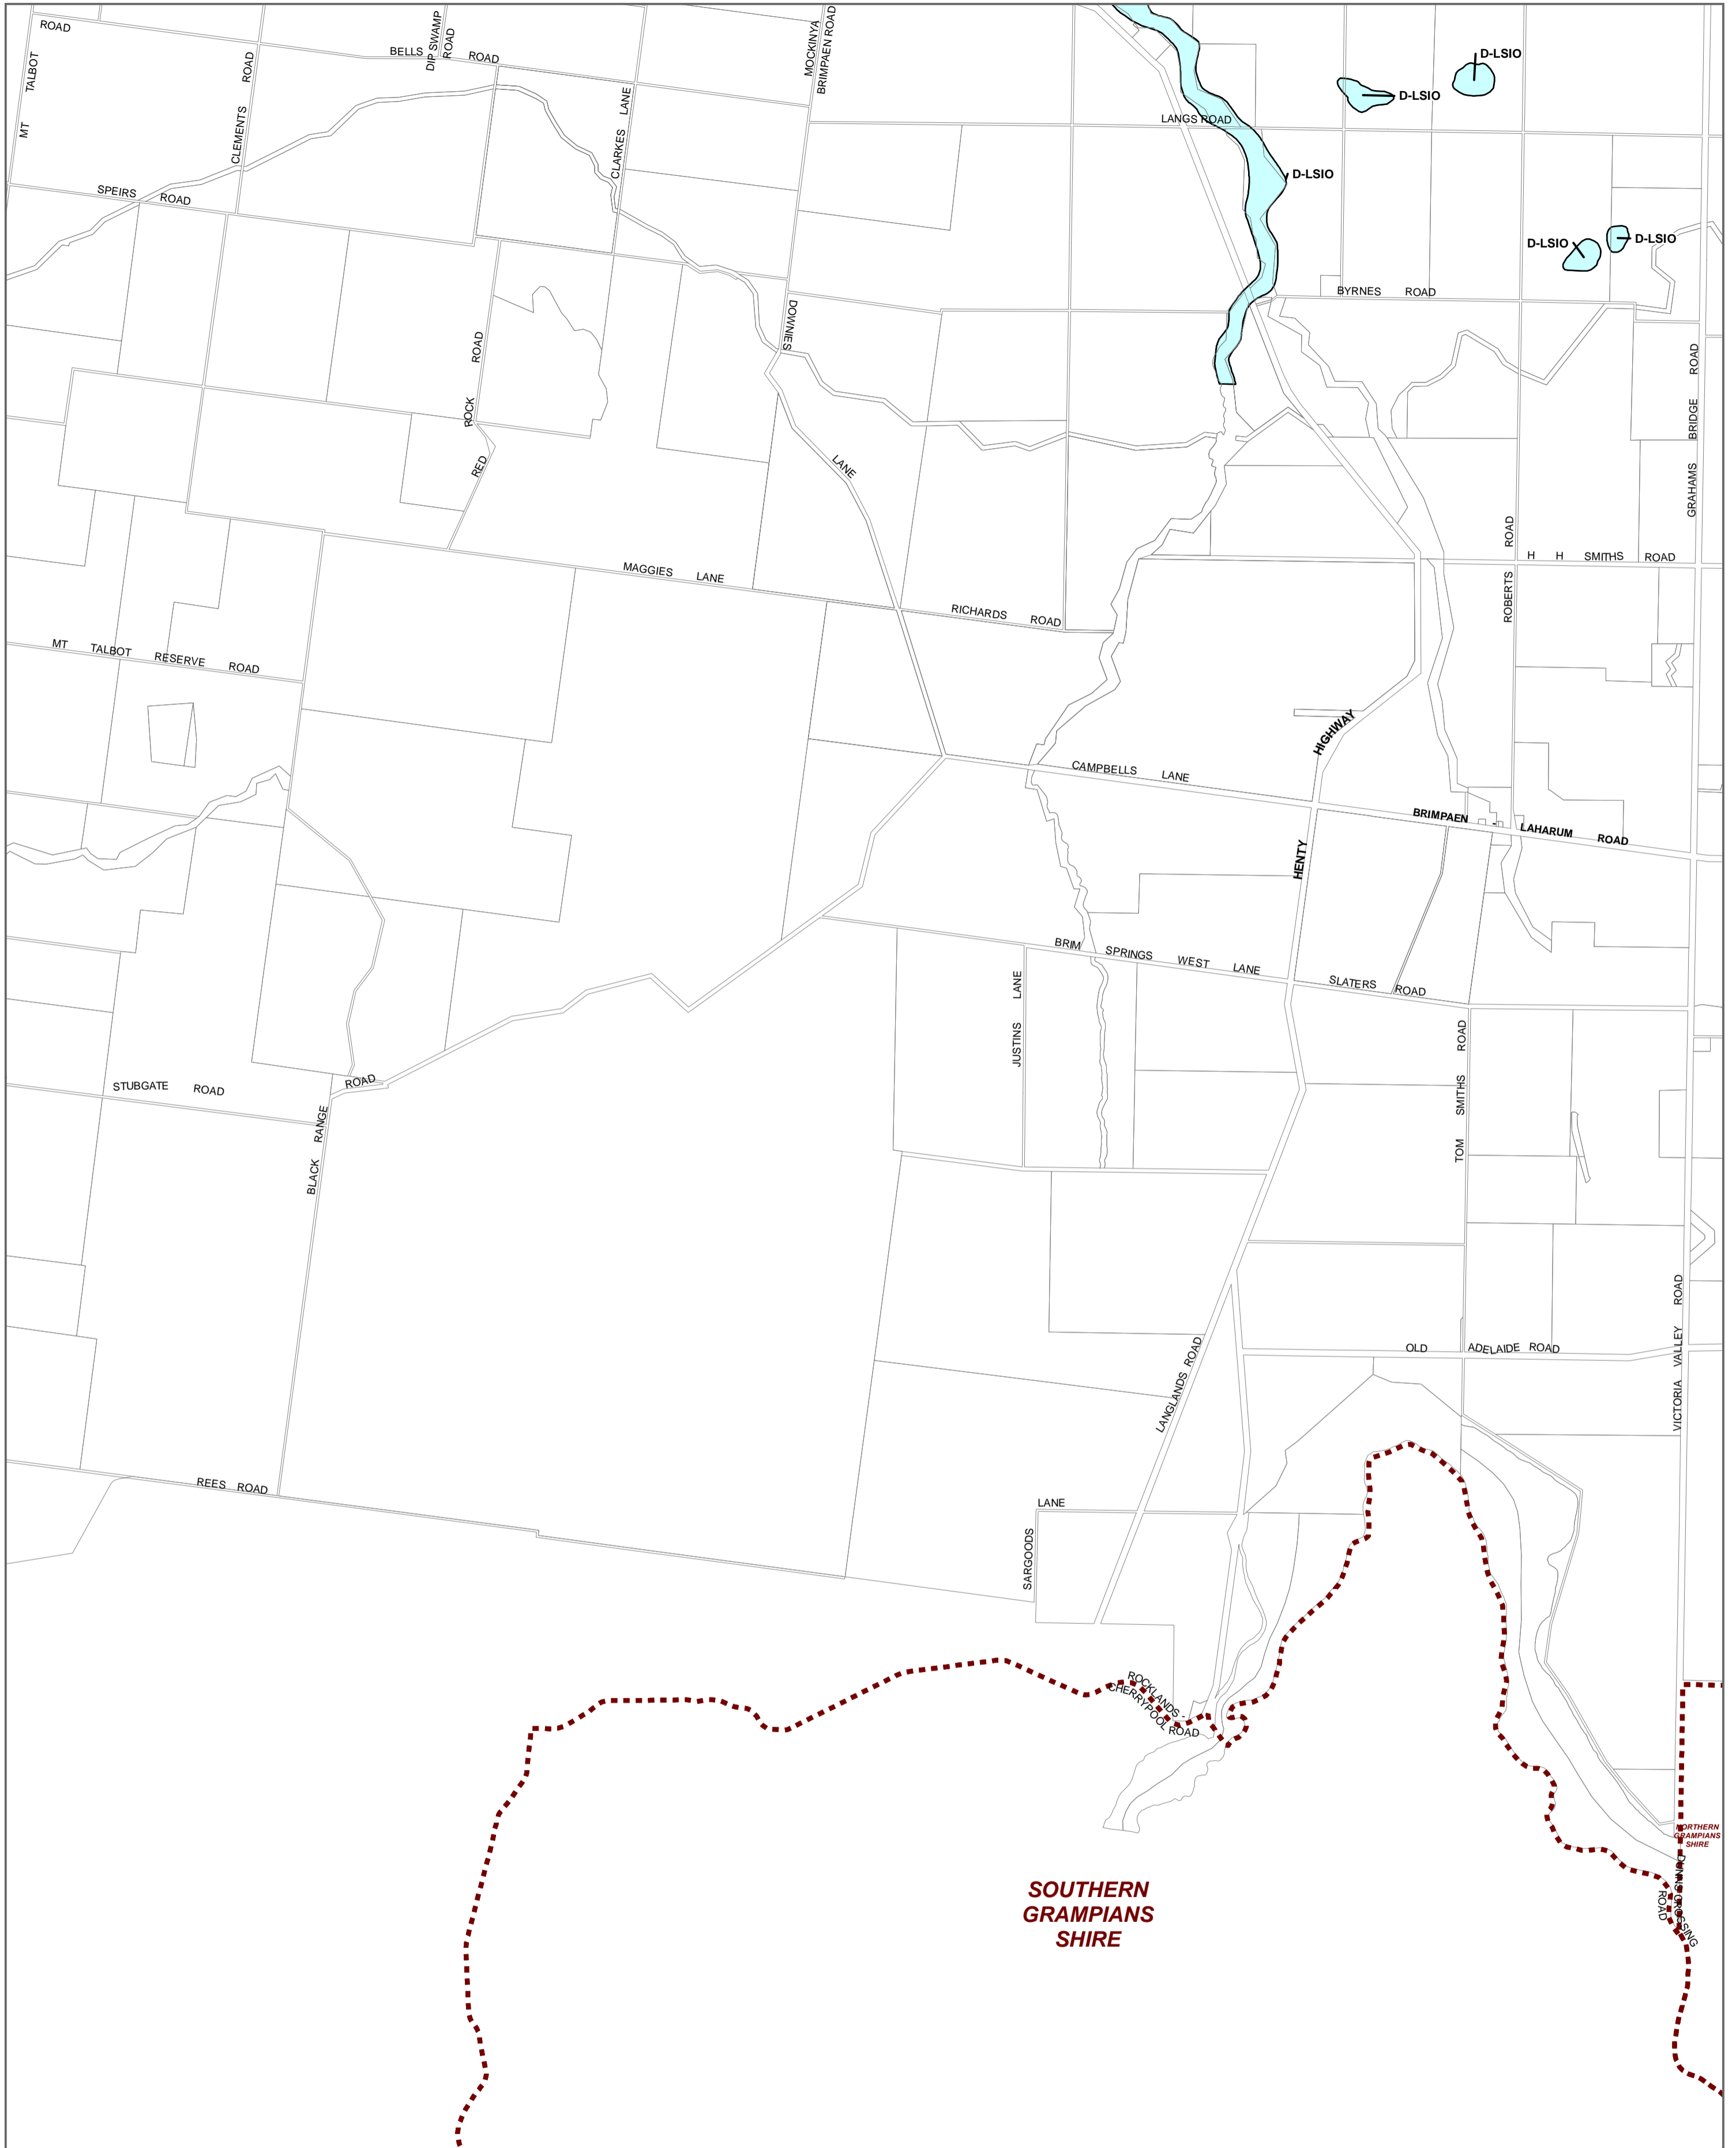 ROAD
MT TALBOT
BELLS ROAD
DIP SWAMP
ROAD
CLEMENTS ROAD
CLARKES LANE
MOCKINYA
BRIMPAEN ROAD
LANGS ROAD
D-LSIO
D-LSIO
D-LSIO
D-LSIO
D-LSIO
SPEIRS ROAD
BYRNES ROAD
DOWNIES LANE
RED ROCK ROAD
GRAHAMS BRIDGE ROAD
ROBERTS ROAD
H H SMITHS ROAD
MAGGIES LANE
RICHARDS ROAD
MT TALBOT RESERVE ROAD
HENTY HIGHWAY
CAMPBELLS LANE
BRIMPAEN - LAHARUM ROAD
BRIM SPRINGS WEST LANE
SLATERS ROAD
JUSTINS LANE
TOM SMITHS ROAD
STUBGATE ROAD
BLACK RANGE ROAD
VICTORIA VALLEY ROAD
OLD ADELAIDE ROAD
LANGLANDS ROAD
REES ROAD
SARGOODS LANE
ROCKLANDS -
CHERRYPOOL ROAD
NORTHERN
GRAMPIANS
SHIRE
DUNNS CROSSING
ROAD
SOUTHERN
GRAMPIANS
SHIRE